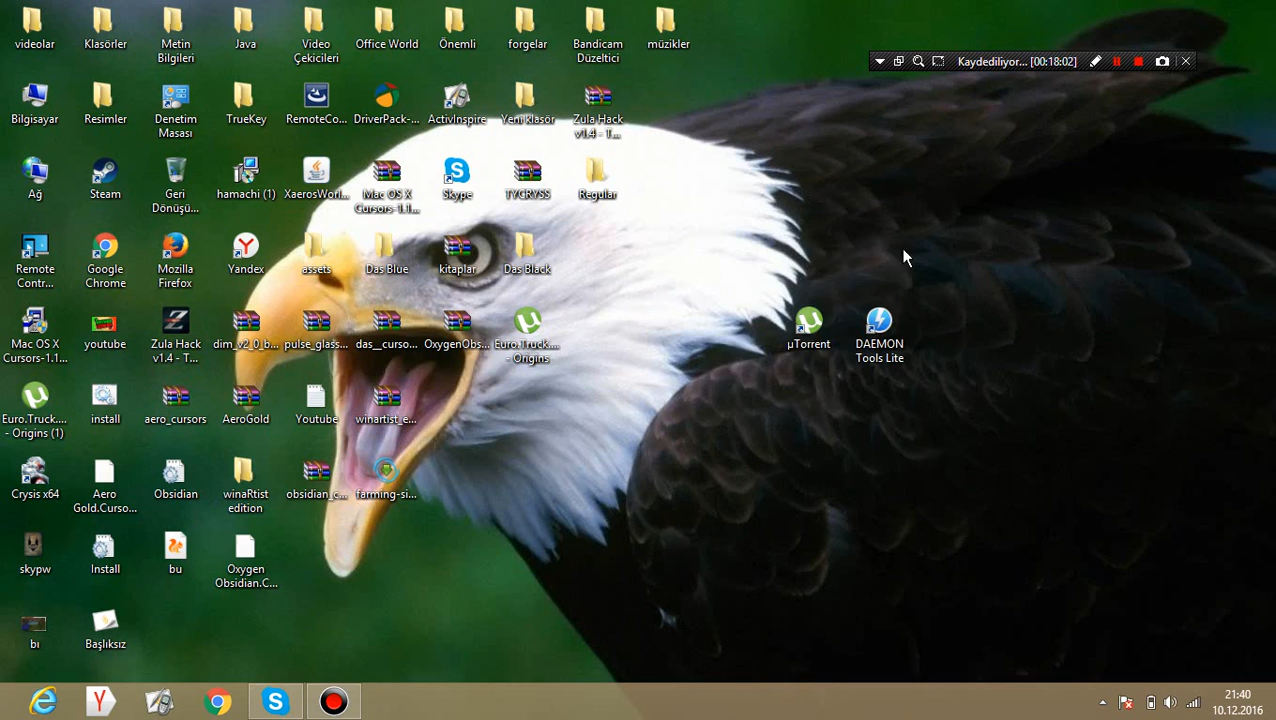 videolar
Klasörler
Metin
Bilgileri
Java
Video
Çekicileri
Office World
Önemli
forgelar
Bandicam
Düzeltici
müzikler
Kaydediliyor... [00:18:02]
Bilgisayar
Resimler
Denetim
Masası
TrueKey
RemoteCo...
DriverPack-...
ActivInspire
Yeni klasör
Zula Hack
v1.4 - T...
Ağ
Steam
Geri
Dönüşü...
hamachi (1)
XaerosWorl...
Mac OS X
Cursors-1.1...
Skype
TYCRYSS
Regular
Remote
Contr...
Google
Chrome
Mozilla
Firefox
Yandex
assets
Das Blue
kitaplar
Das Black
Mac OS X
Cursors-1.1...
youtube
Zula Hack
v1.4 - T...
dim_v2_0_b...
pulse_glass...
das__curso...
OxygenObs...
Euro.Truck....
- Origins
µTorrent
DAEMON
Tools Lite
Euro.Truck....
- Origins (1)
install
aero_cursors
AeroGold
Youtube
winartist_e...
Crysis x64
Aero
Gold.Curso...
Obsidian
winaRtist
edition
obsidian_c...
farming-si...
skypw
Install
bu
Oxygen
Obsidian.C...
bı
Başlıksız
21:40
10.12.2016